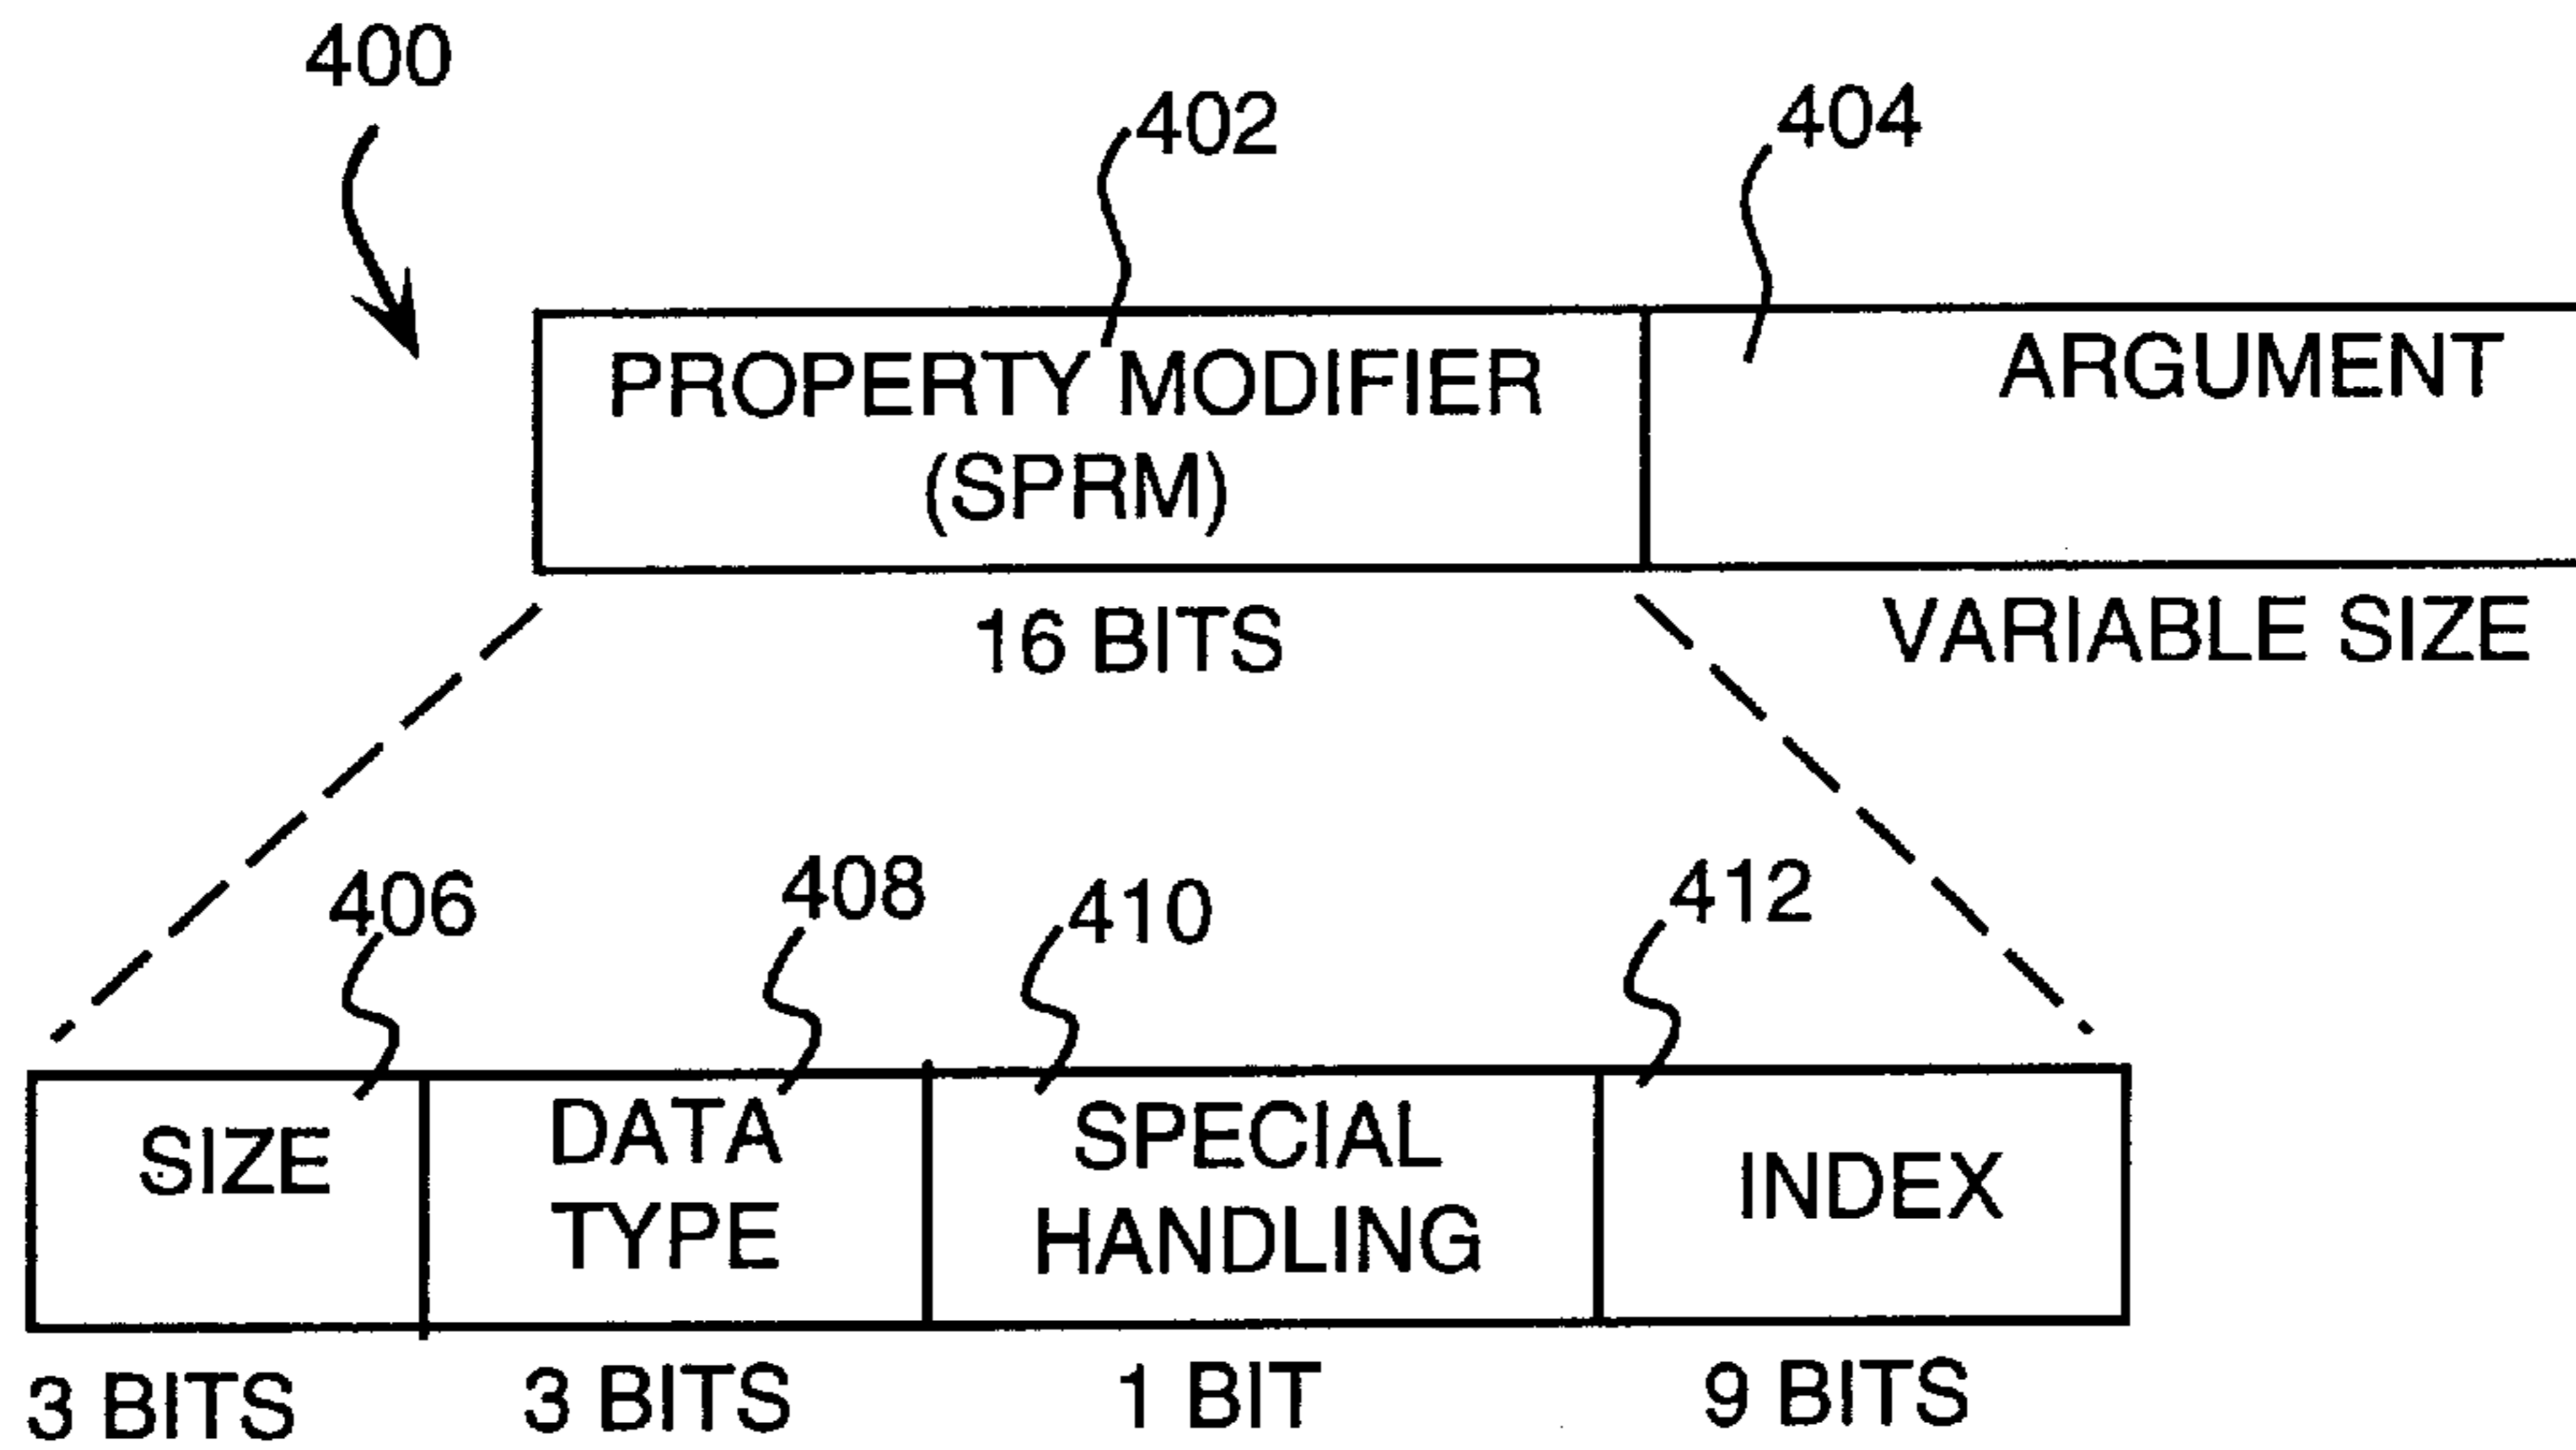 400
402
404
PROPERTY MODIFIER
(SPRM)
ARGUMENT
16 BITS
VARIABLE SIZE
406
408
410
412
SIZE
DATA
TYPE
SPECIAL
HANDLING
INDEX
3 BITS
3 BITS
1 BIT
9 BITS